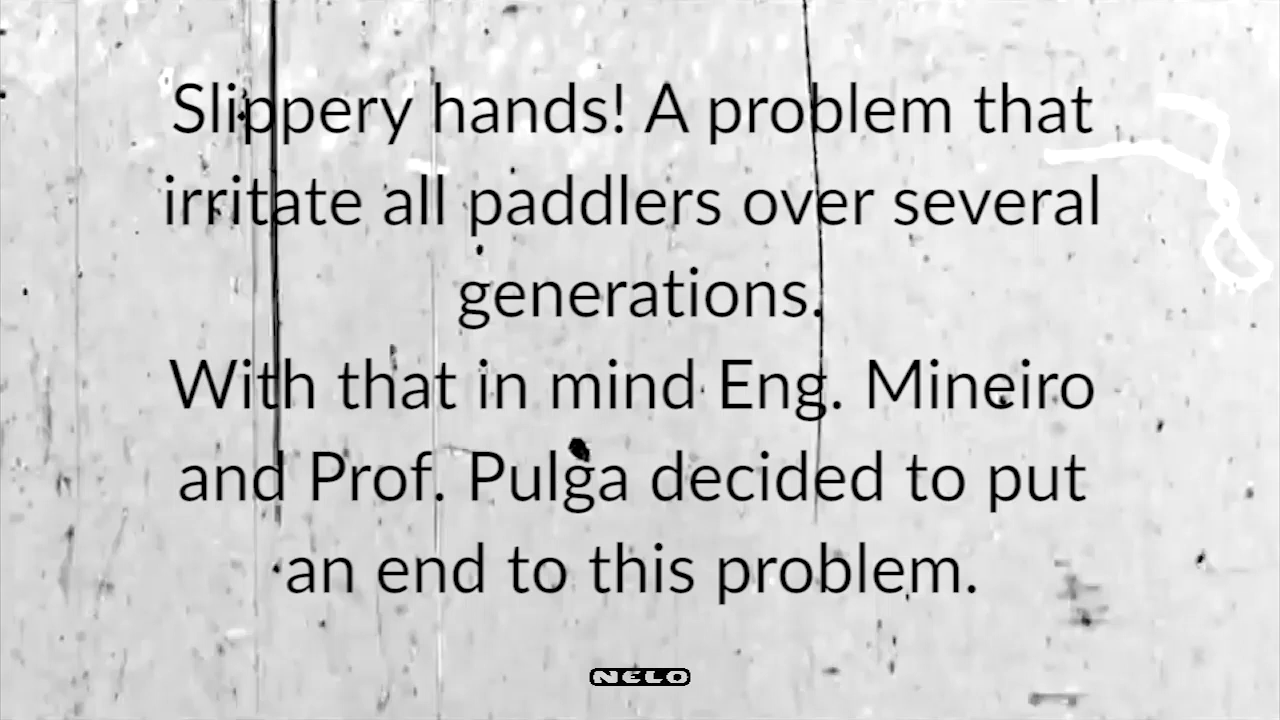 Slippery hands! A problem that
irritate all paddlers over several
generations.
With that in mind Eng. Mineiro
and Prof. Pulga decided to put
an end to this problem.
NELO